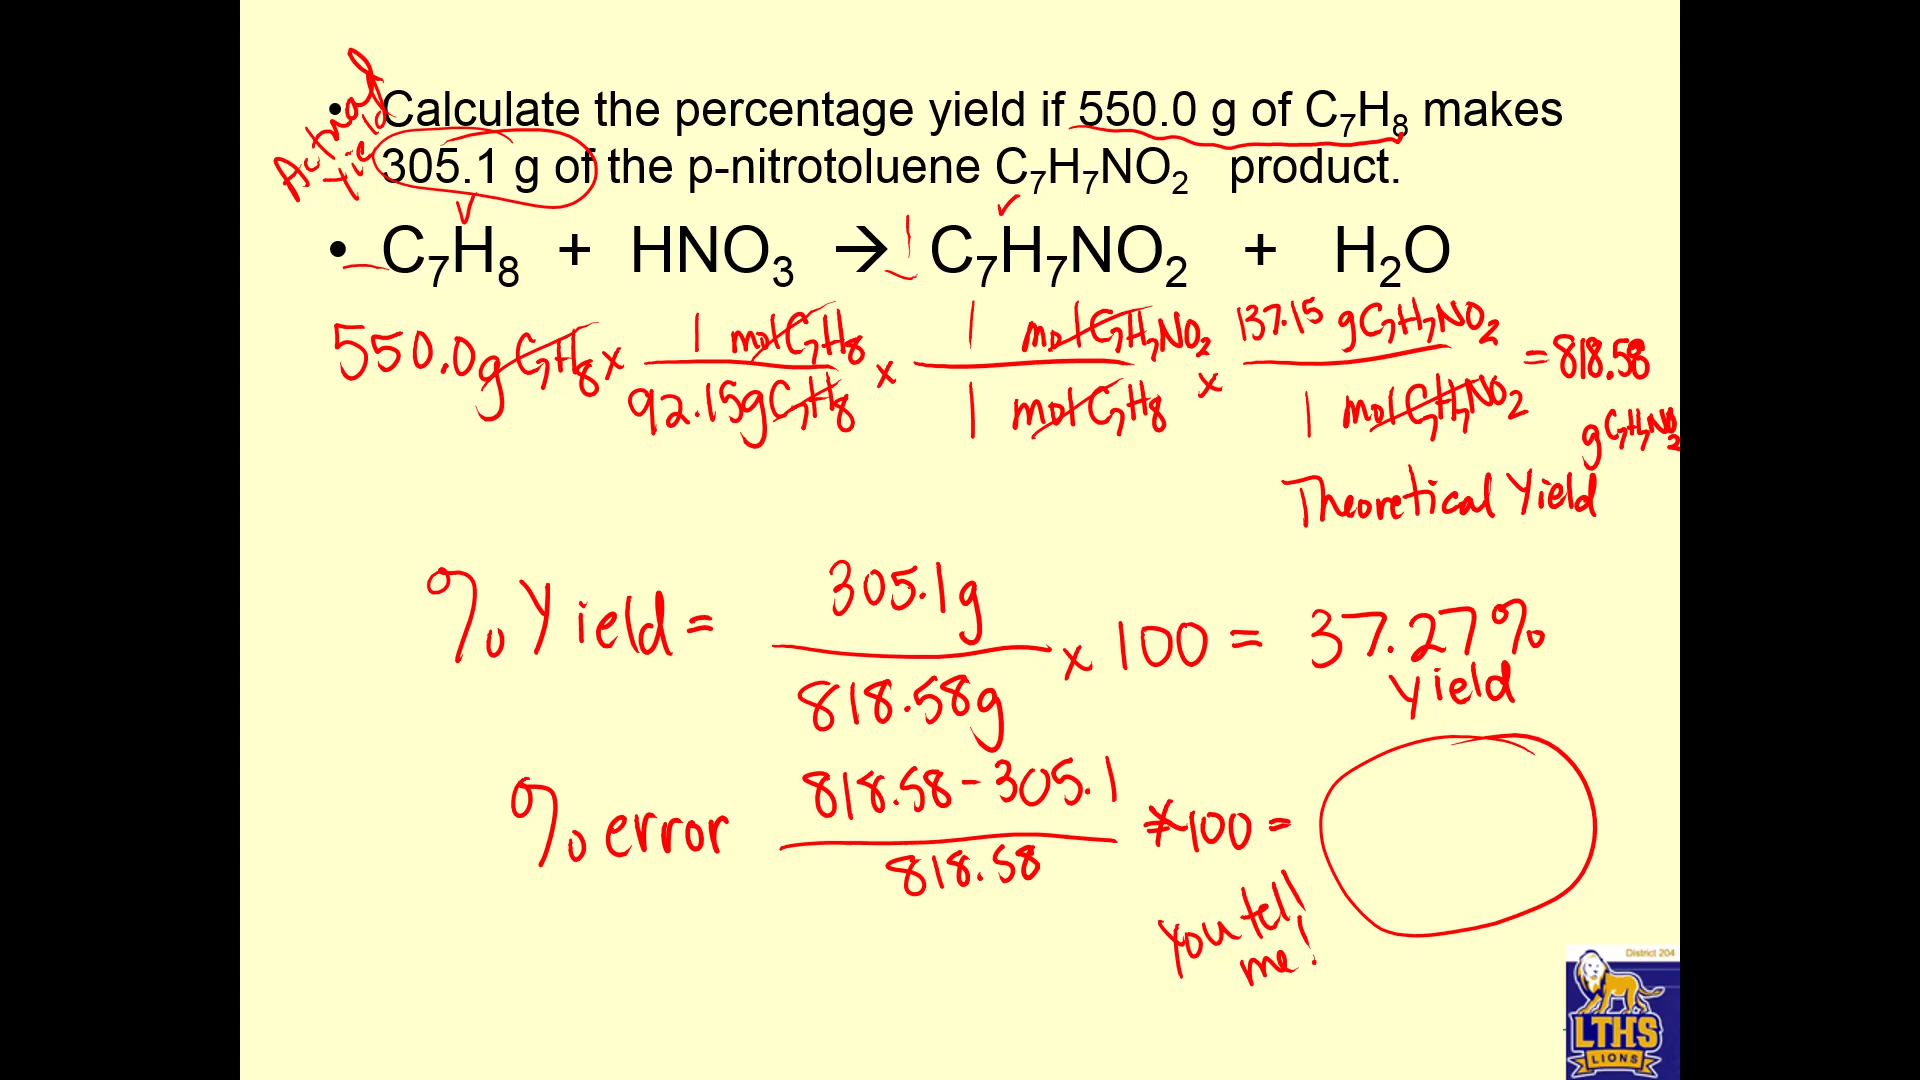 • Calculate the percentage yield if 550.0 g of C₇H₈ makes
305.1 g of the p-nitrotoluene C₇H₇NO₂ product.
Actual
Yield
• C₇H₈ + HNO₃ → C₇H₇NO₂ + H₂O
550.0g C₇H₈ x 1 mol C₇H₈ / 92.15g C₇H₈ x 1 mol C₇H₇NO₂ / 1 mol C₇H₈ x 137.15 g C₇H₇NO₂ / 1 mol C₇H₇NO₂ = 818.58
g C₇H₇NO₂
Theoretical Yield
% Yield = 305.1g / 818.58g x 100 = 37.27%
Yield
% error 818.58 - 305.1 / 818.58 x 100 =
You tell
me!
District 204
LTHS
LIONS